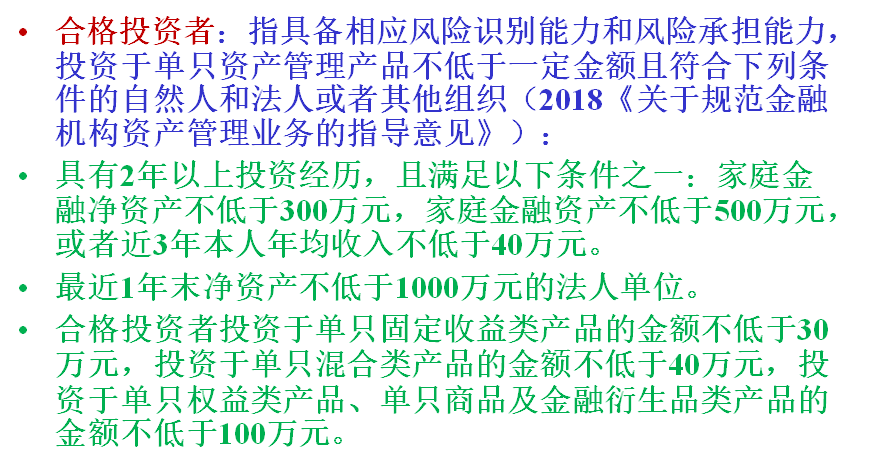 • 合格投资者：指具备相应风险识别能力和风险承担能力，
投资于单只资产管理产品不低于一定金额且符合下列条
件的自然人和法人或者其他组织（2018《关于规范金融
机构资产管理业务的指导意见》）：
• 具有2年以上投资经历，且满足以下条件之一：家庭金
融净资产不低于300万元，家庭金融资产不低于500万元，
或者近3年本人年均收入不低于40万元。
• 最近1年末净资产不低于1000万元的法人单位。
• 合格投资者投资于单只固定收益类产品的金额不低于30
万元，投资于单只混合类产品的金额不低于40万元，投
资于单只权益类产品、单只商品及金融衍生品类产品的
金额不低于100万元。